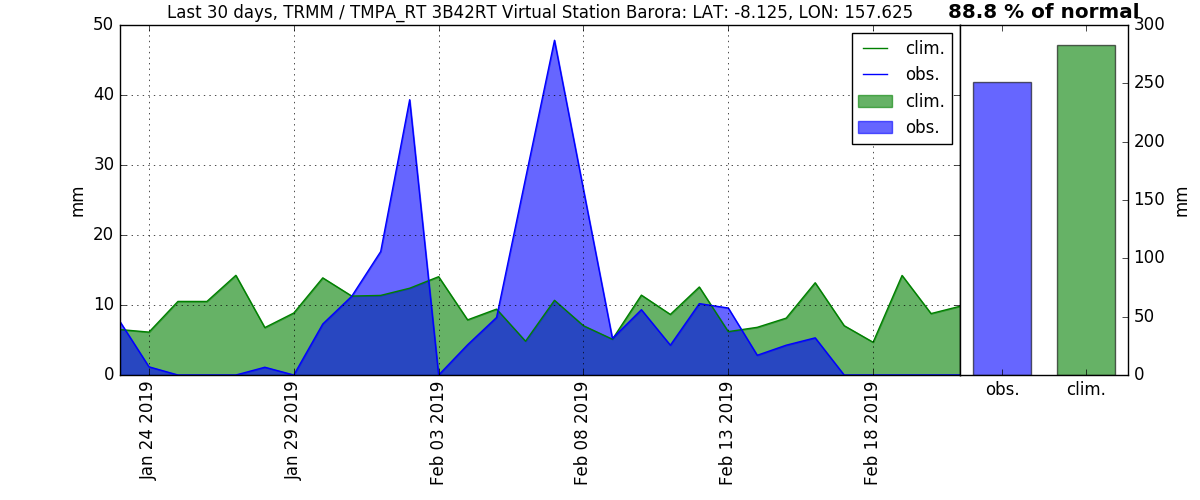 Last 30 days, TRMM / TMPA_RT 3B42RT Virtual Station Barora: LAT: -8.125, LON: 157.625
88.8 % of normal
50
40
30
20
10
0
mm
clim.
obs.
clim.
obs.
Jan 24 2019
Jan 29 2019
Feb 03 2019
Feb 08 2019
Feb 13 2019
Feb 18 2019
300
250
200
150
100
50
0
mm
obs.
clim.